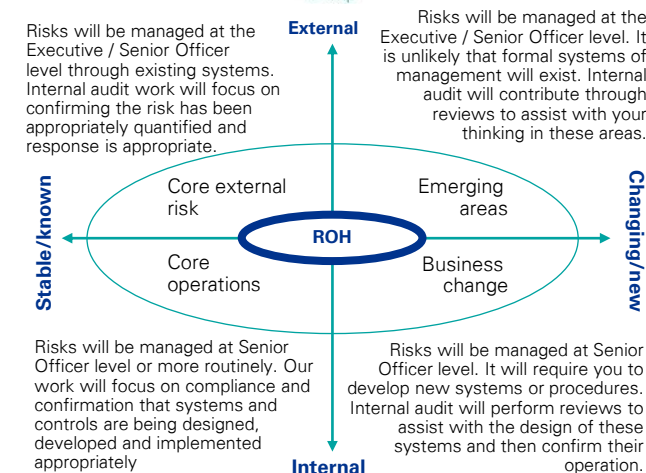 External
Risks will be managed at the
Executive / Senior Officer
level through existing systems.
Internal audit work will focus on
confirming the risk has been
appropriately quantified and
response is appropriate.
Risks will be managed at the
Executive / Senior Officer level. It
is unlikely that formal systems of
management will exist. Internal
audit will contribute through
reviews to assist with your
thinking in these areas.
Stable/known
Core external
risk
Emerging
areas
Changing/new
ROH
Core
operations
Business
change
Risks will be managed at Senior
Officer level or more routinely. Our
work will focus on compliance and
confirmation that systems and
controls are being designed,
developed and implemented
appropriately
Risks will be managed at Senior
Officer level. It will require you to
develop new systems or procedures.
Internal audit will perform reviews to
assist with the design of these
systems and then confirm their
operation.
Internal